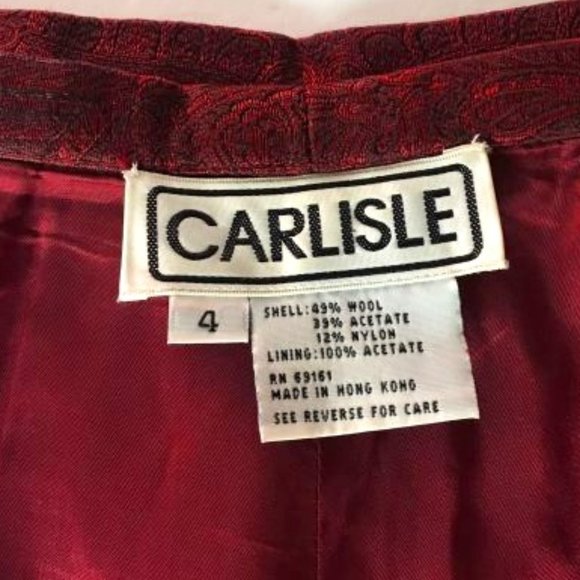 CARLISLE
4
SHELL:49% WOOL
39% ACETATE
12% NYLON
LINING:100% ACETATE
RN 69161
MADE IN HONG KONG
SEE REVERSE FOR CARE